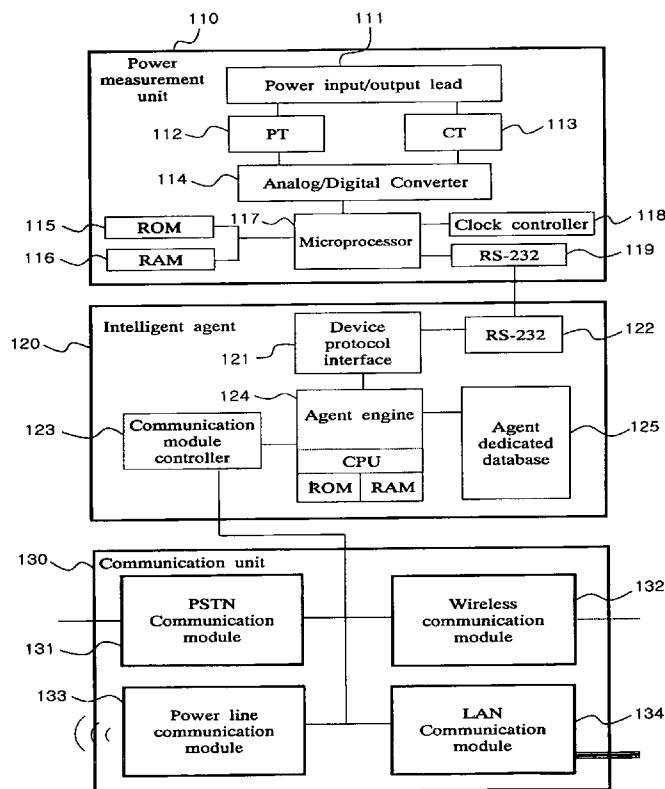 110
111
Power
measurement
unit
Power input/output lead
112
PT
CT
113
114
Analog/Digital Converter
115
ROM
117
Microprocessor
Clock controller
118
116
RAM
RS-232
119
120
Intelligent agent
Device
protocol
interface
121
RS-232
122
123
Communication
module
controller
124
Agent engine
CPU
ROM
RAM
Agent
dedicated
database
125
130
Communication unit
131
PSTN
Communication
module
Wireless
communication
module
132
133
Power line
communication
module
LAN
Communication
module
134